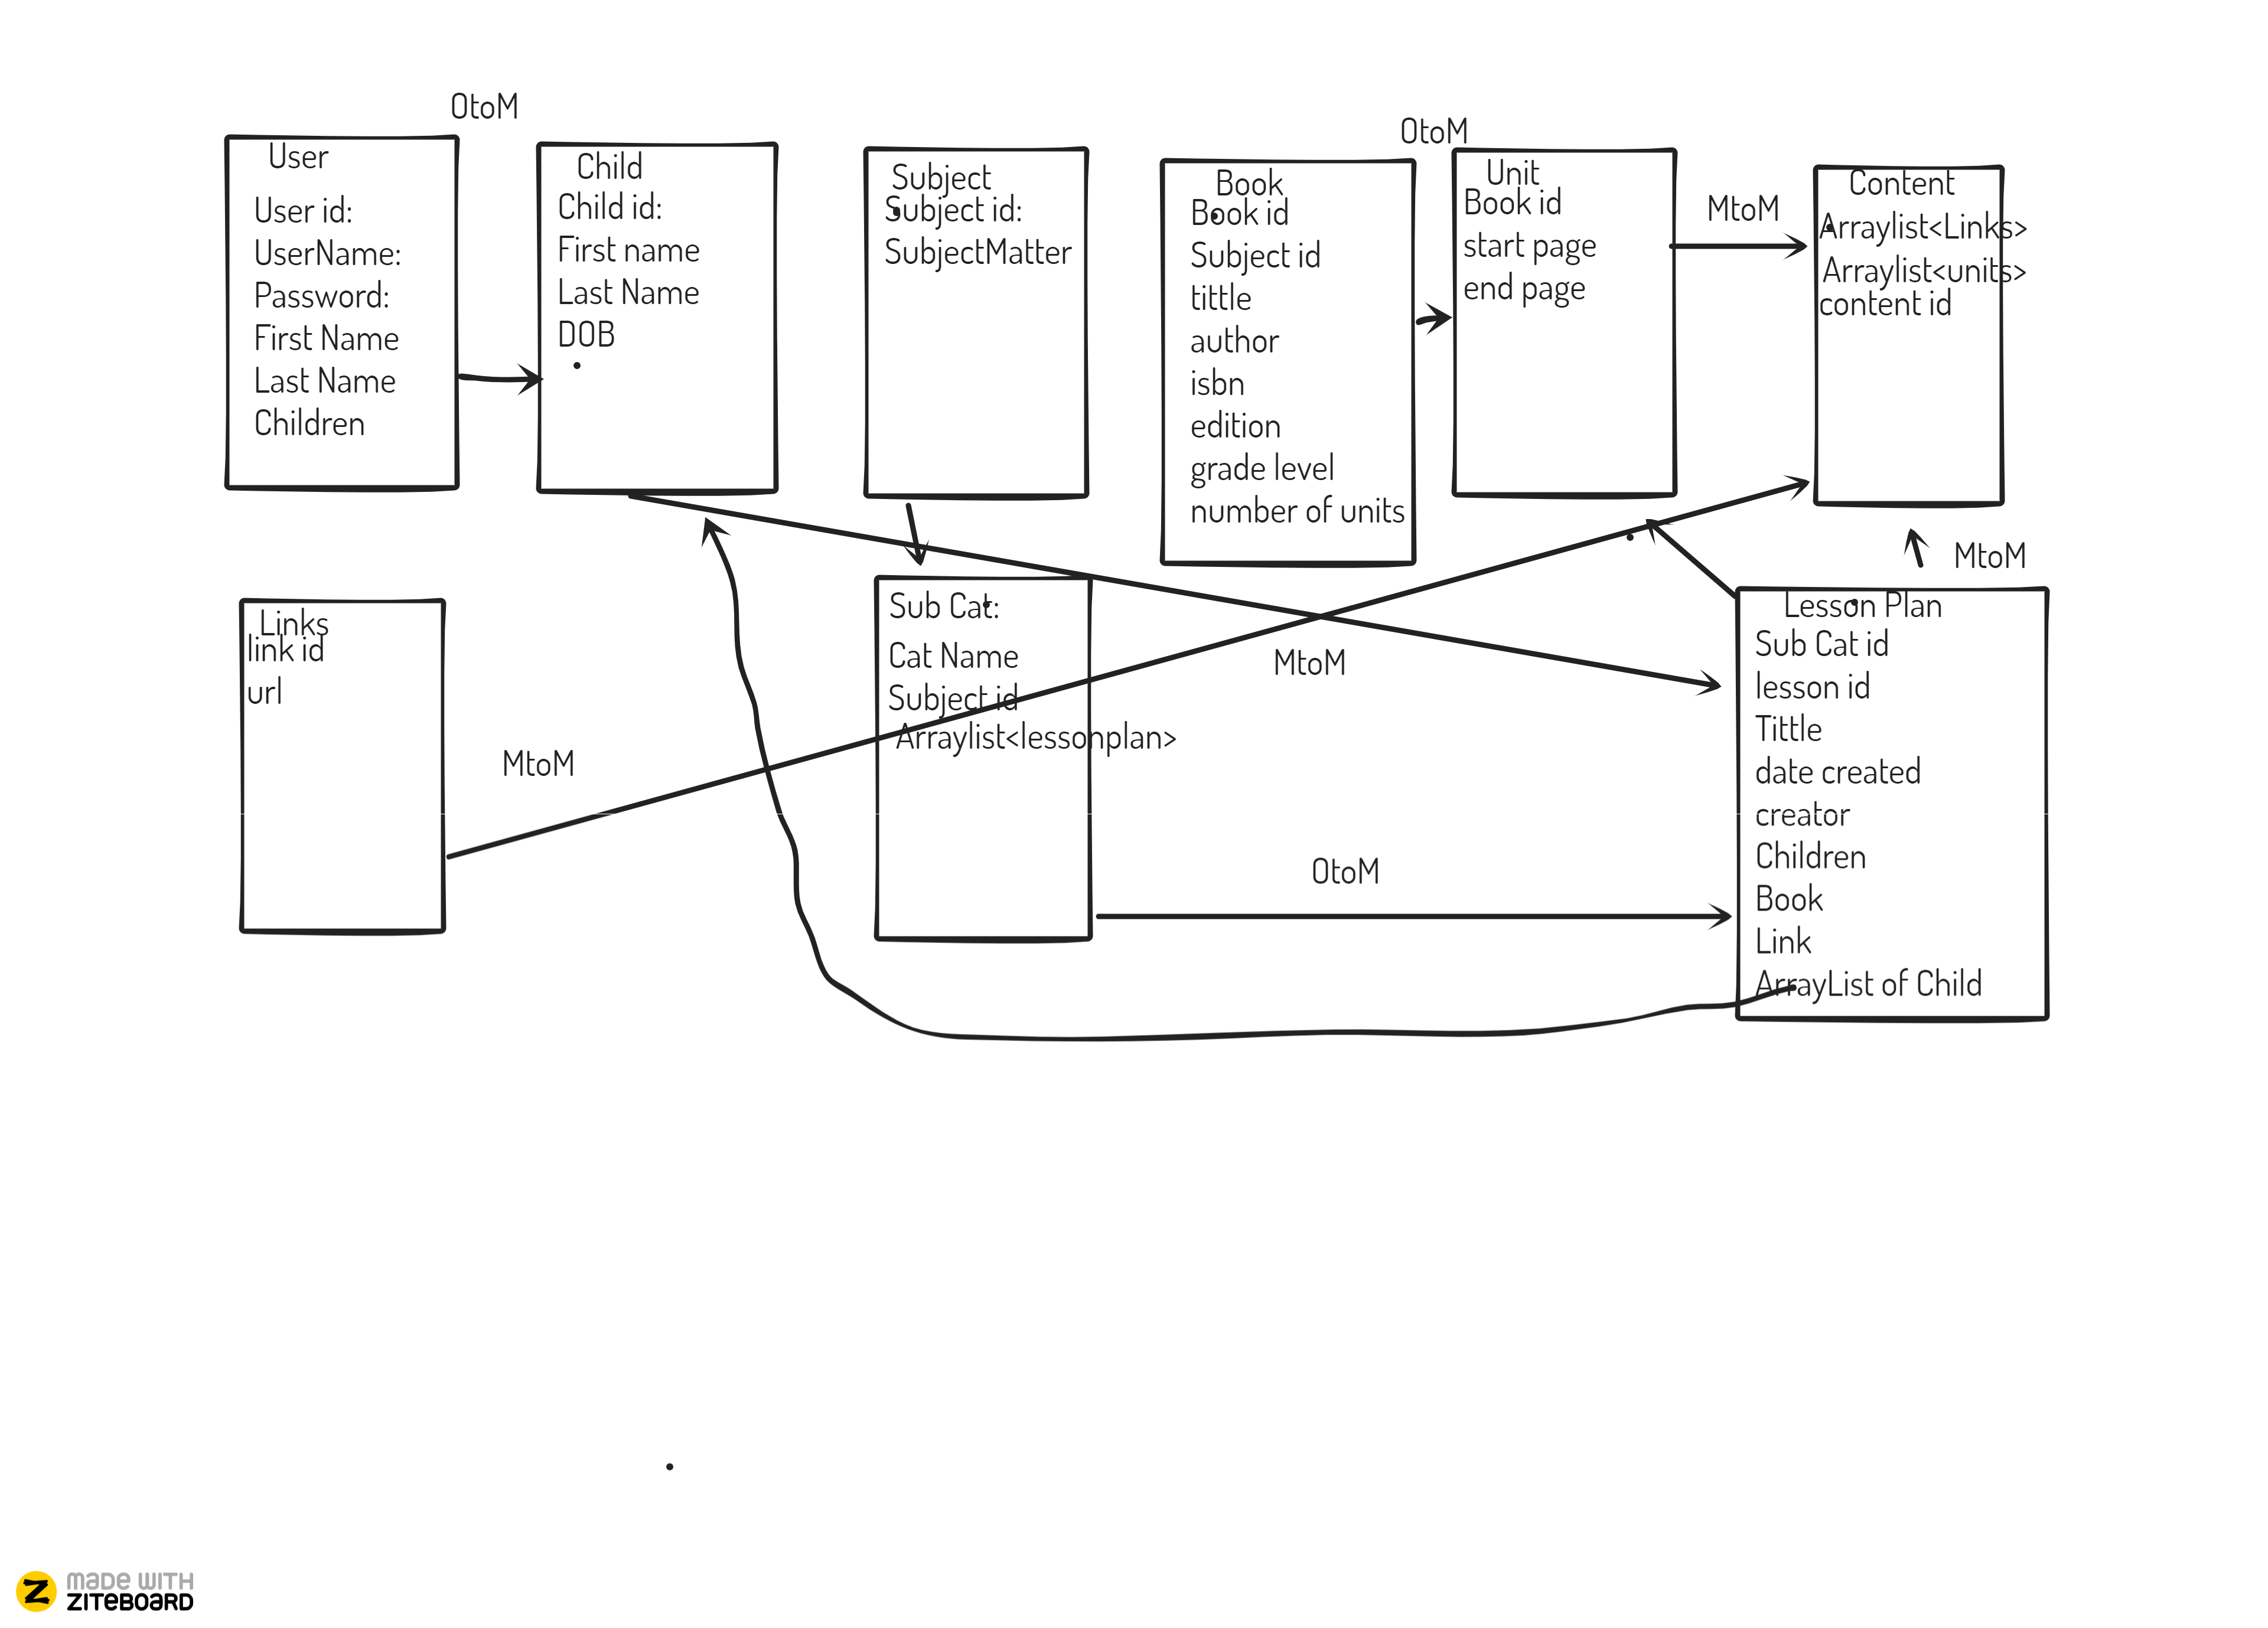 OtoM
User
User id:
UserName:
Password:
First Name
Last Name
Children
Child
Child id:
First name
Last Name
DOB
Subject
Subject id:
SubjectMatter
Book
Book id
Subject id
tittle
author
isbn
edition
grade level
number of units
OtoM
Unit
Book id
start page
end page
MtoM
Content
Arraylist<Links>
Arraylist<units>
content id
MtoM
Links
link id
url
MtoM
Sub Cat:
Cat Name
Subject id
Arraylist<lessonplan>
MtoM
OtoM
Lesson Plan
Sub Cat id
lesson id
Tittle
date created
creator
Children
Book
Link
ArrayList of Child
MADE WITH
ZITEBOARD